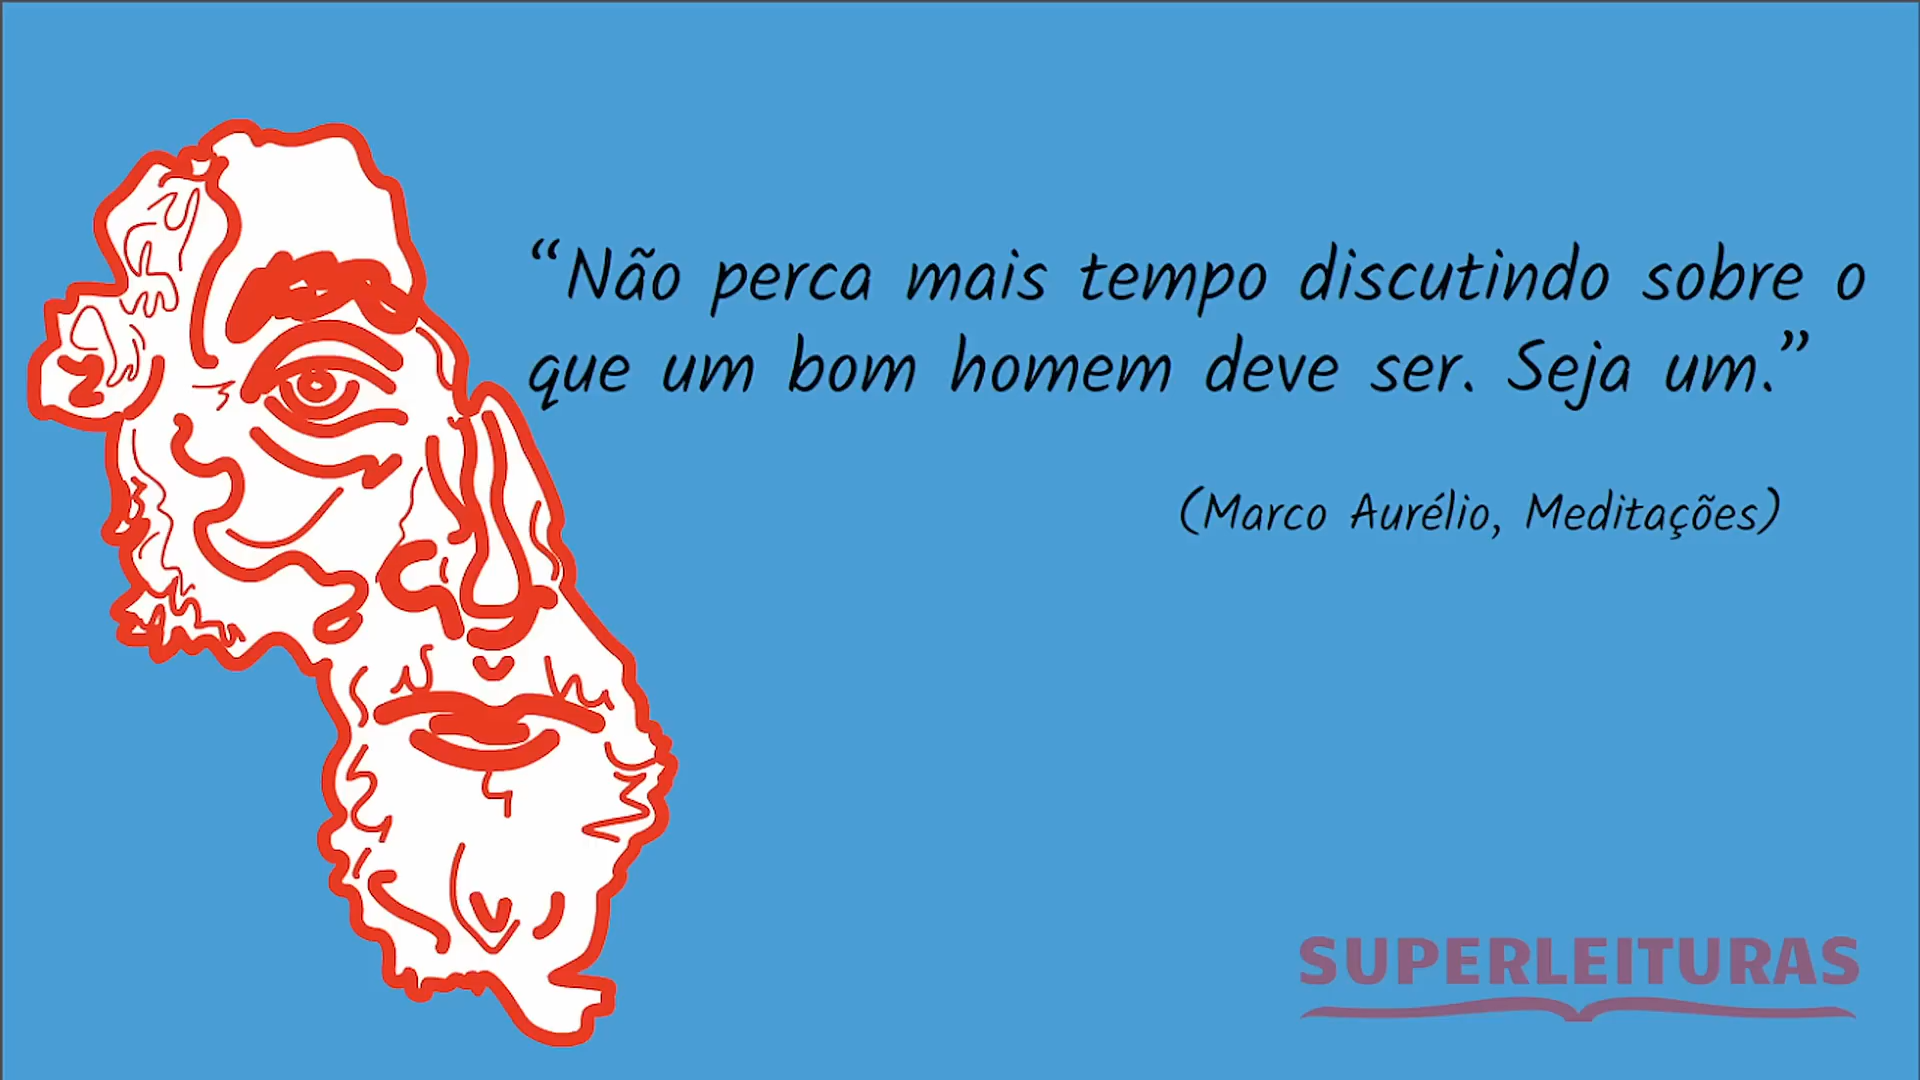 “Não perca mais tempo discutindo sobre o
que um bom homem deve ser. Seja um.”
(Marco Aurélio, Meditações)
SUPERLEITURAS